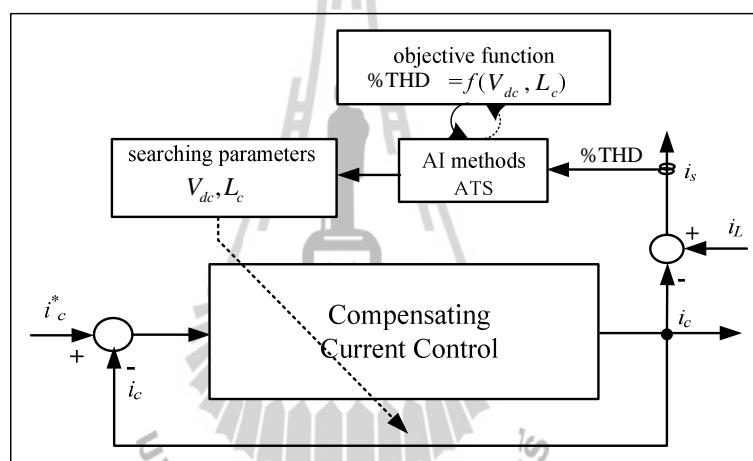 objective function
%THD = f(V_dc, L_c)
searching parameters
V_dc, L_c
AI methods
ATS
%THD
i_s
+
i_L
-
i*_c
+
-
i_c
Compensating
Current Control
i_c